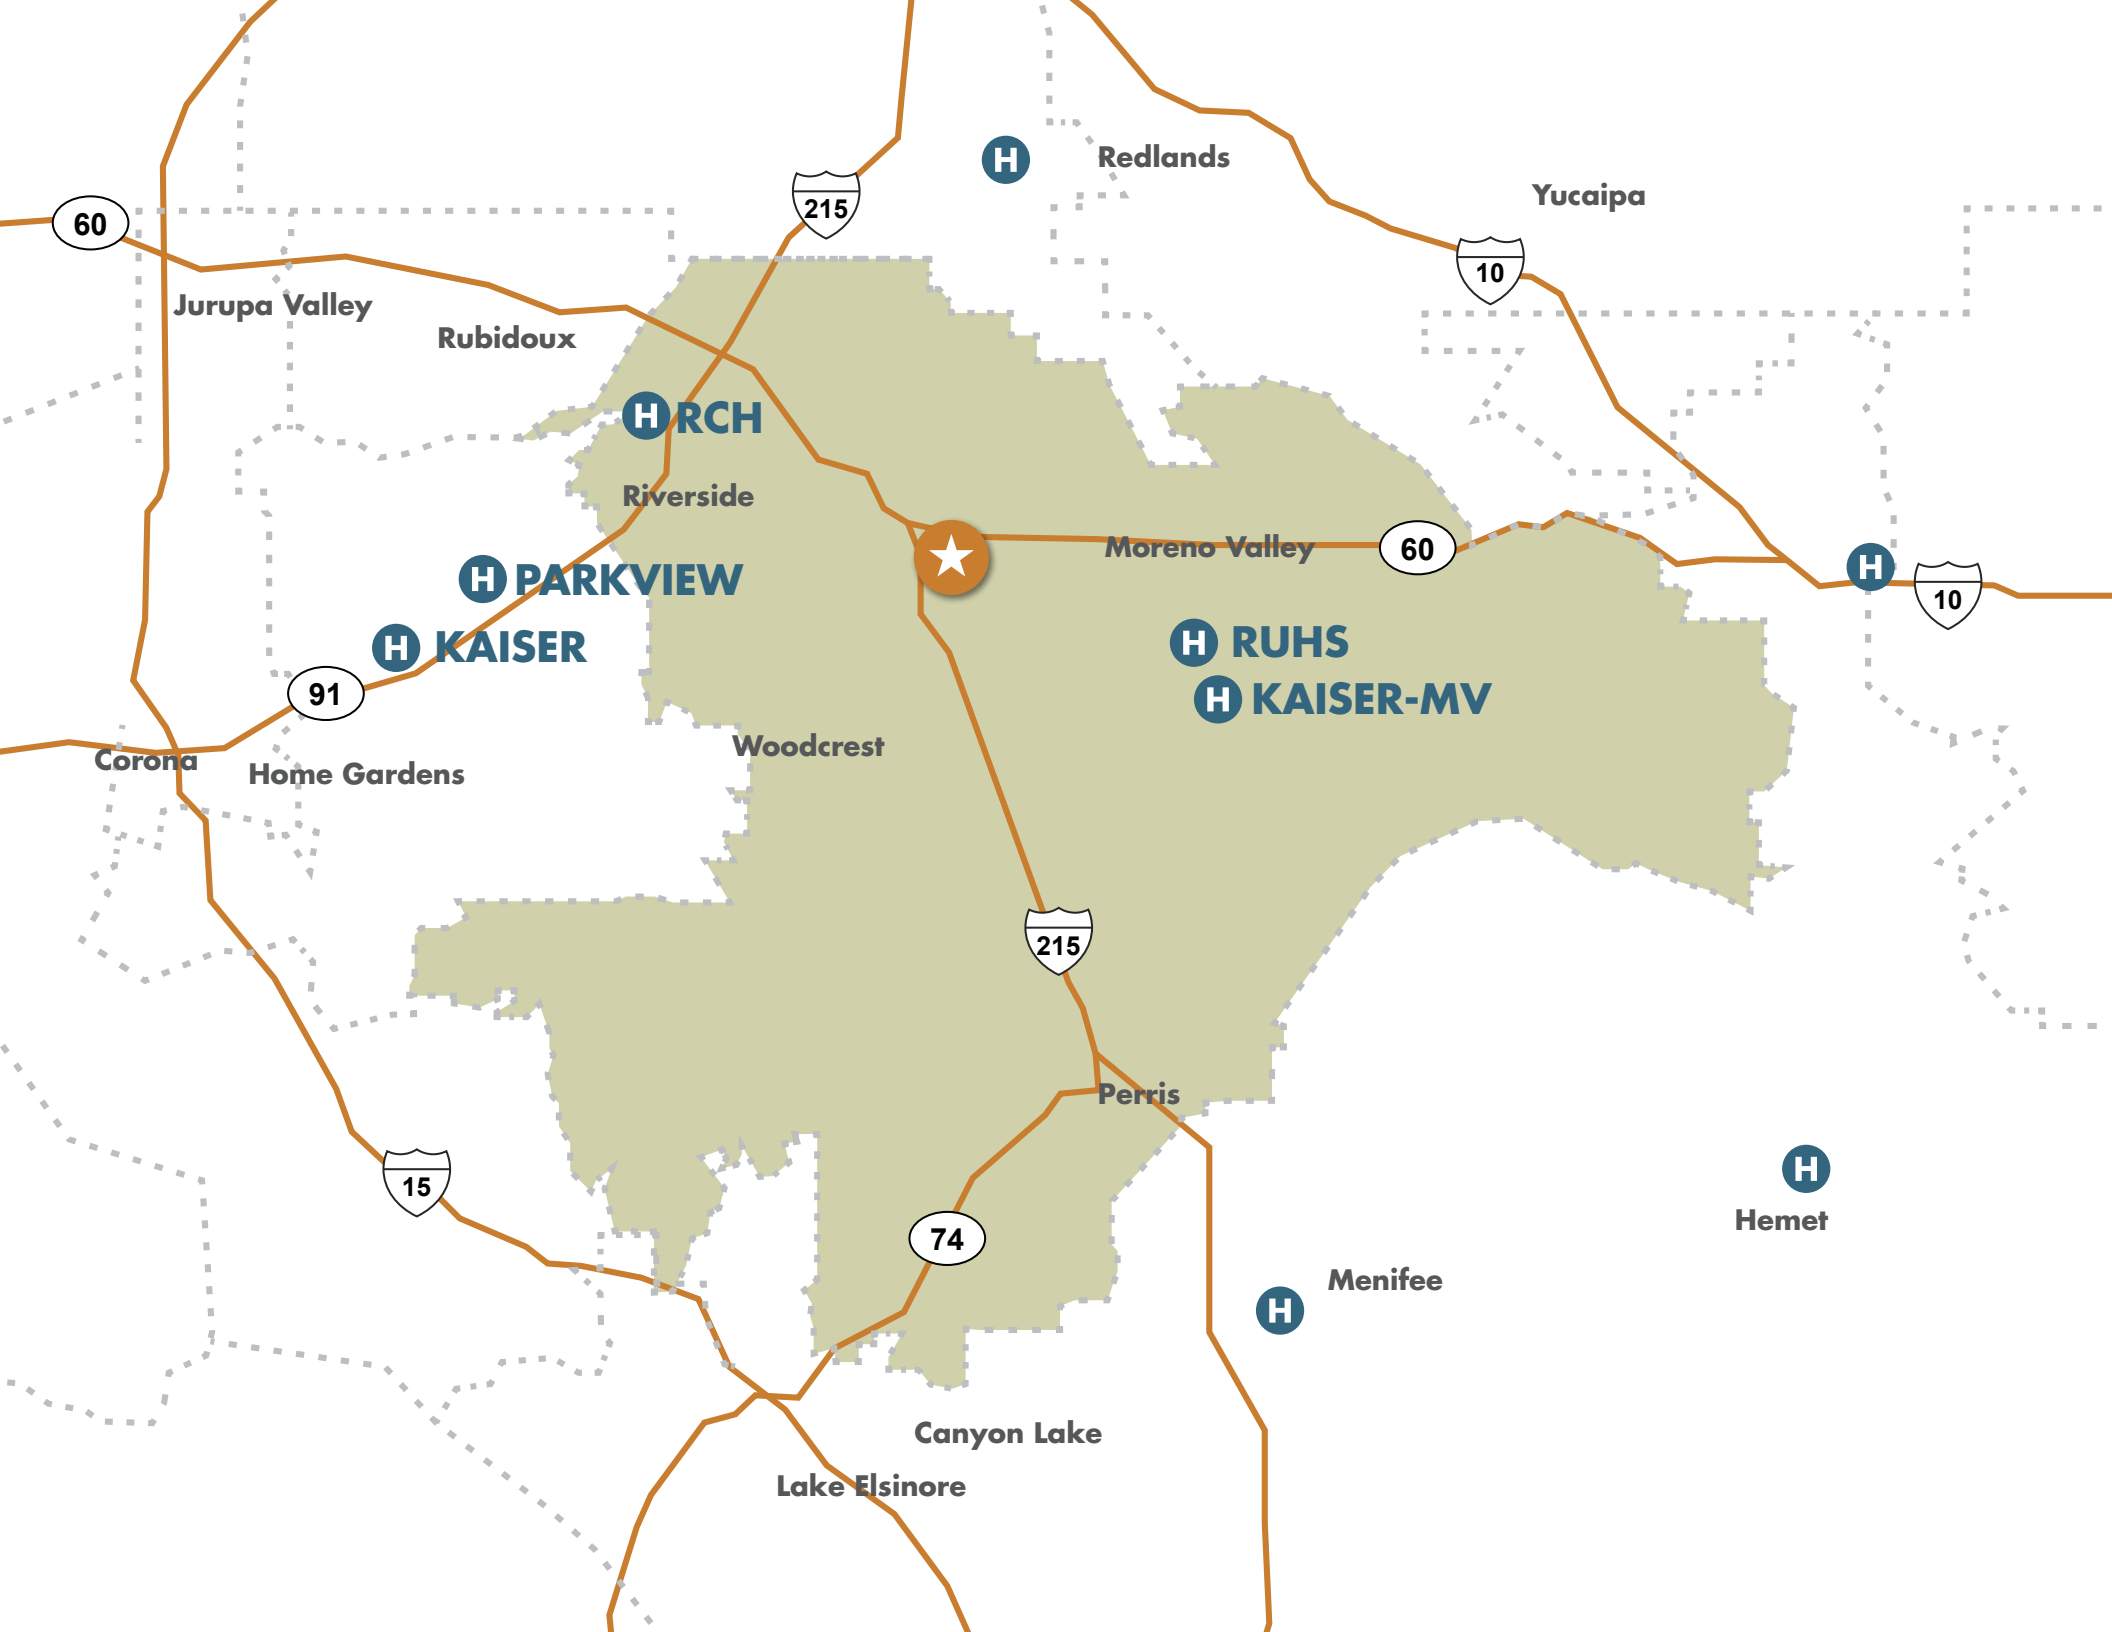 H
Redlands
Yucaipa
215
60
10
Jurupa Valley
Rubidoux
H RCH
Riverside
Moreno Valley
60
H
10
H PARKVIEW
H KAISER
H RUHS
91
H KAISER-MV
Woodcrest
Corona
Home Gardens
215
Perris
H
15
Hemet
74
Menifee
H
Canyon Lake
Lake Elsinore